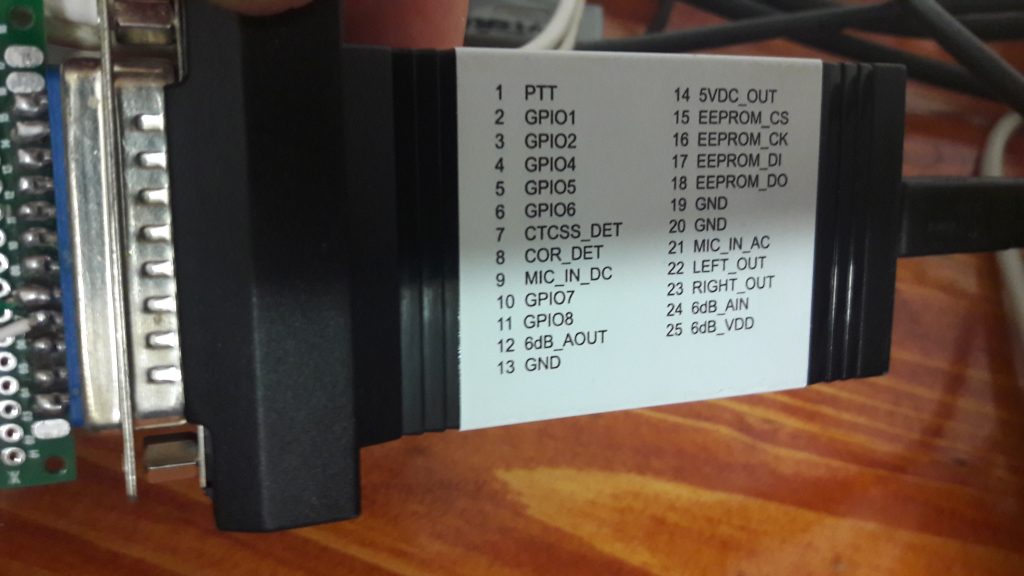 1 PTT
2 GPIO1
3 GPIO2
4 GPIO4
5 GPIO5
6 GPIO6
7 CTCSS_DET
8 COR_DET
9 MIC_IN_DC
10 GPIO7
11 GPIO8
12 6dB_AOUT
13 GND
14 5VDC_OUT
15 EEPROM_CS
16 EEPROM_CK
17 EEPROM_DI
18 EEPROM_DO
19 GND
20 GND
21 MIC_IN_AC
22 LEFT_OUT
23 RIGHT_OUT
24 6dB_AIN
25 6dB_VDD